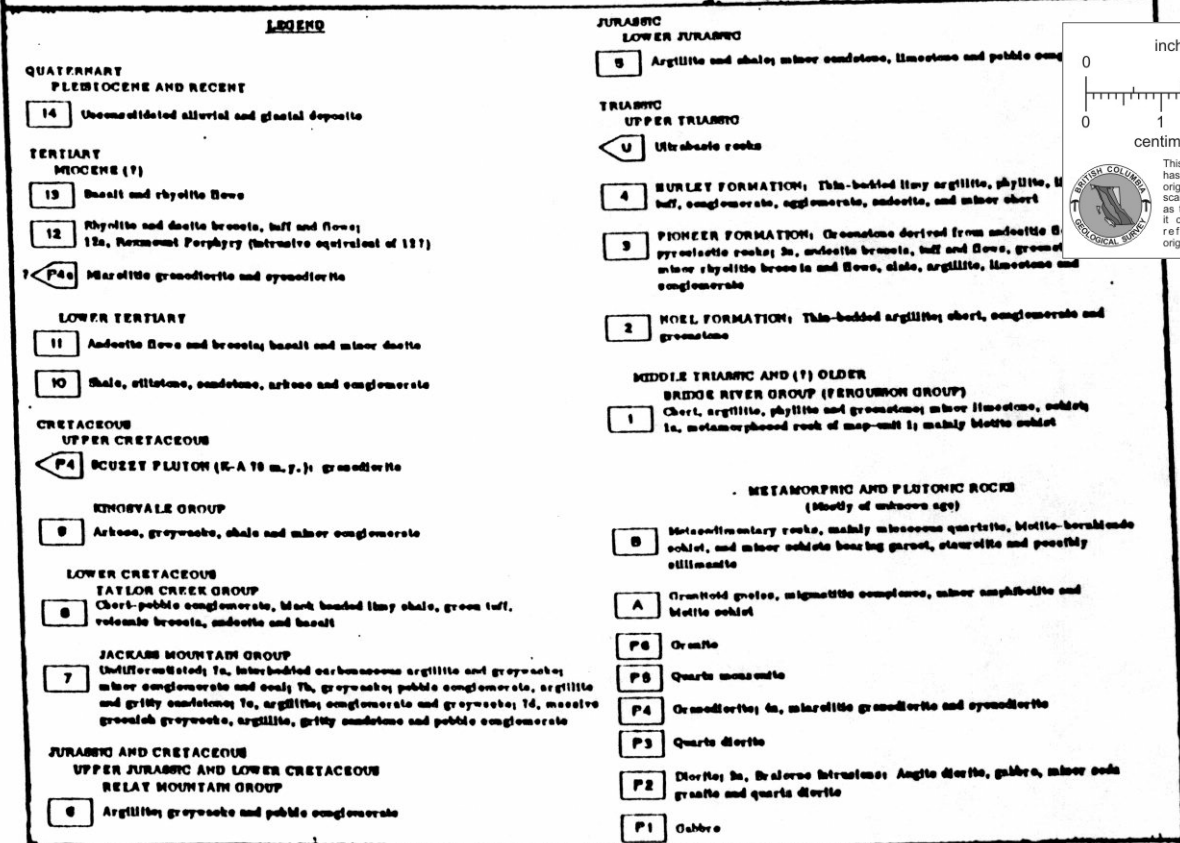 LEGEND
QUATERNARY
PLEISTOCENE AND RECENT
14 Unconsolidated alluvial and glacial deposits
TERTIARY
MIOCENE (?)
13 Basalt and rhyolite flows
12 Rhyolite and dacite breccia, tuff and flows;
12a, Rexmount Porphyry (intrusive equivalent of 12?)
? P4a Miarolitic granodiorite and syenodiorite
LOWER TERTIARY
11 Andesite flows and breccia; basalt and minor dacite
10 Shale, siltstone, sandstone, arkose and conglomerate
CRETACEOUS
UPPER CRETACEOUS
P4 SCUZZY PLUTON (K-A 70 m.y.): granodiorite
KINGSVALE GROUP
9 Arkose, greywacke, shale and minor conglomerate
LOWER CRETACEOUS
TAYLOR CREEK GROUP
8 Chert-pebble conglomerate, black banded limy shale, green tuff,
volcanic breccia, andesite and basalt
JACKASS MOUNTAIN GROUP
7 Undifferentiated; 7a, interbedded carbonaceous argillite and greywacke;
minor conglomerate and coal; 7b, greywacke; pebble conglomerate, argillite
and gritty sandstone; 7c, argillite; conglomerate and greywacke; 7d, massive
greenish greywacke, argillite, gritty sandstone and pebble conglomerate
JURASSIC AND CRETACEOUS
UPPER JURASSIC AND LOWER CRETACEOUS
RELAY MOUNTAIN GROUP
6 Argillite; greywacke and pebble conglomerate
JURASSIC
LOWER JURASSIC
5 Argillite and shale; minor sandstone, limestone and pebble cong
TRIASSIC
UPPER TRIASSIC
U Ultrabasic rocks
4 HURLEY FORMATION: Thin-bedded limy argillite, phyllite, li
tuff, conglomerate, agglomerate, andesite, and minor chert
3 PIONEER FORMATION: Greenstone derived from andesitic fl
pyroclastic rocks; 3a, andesite breccia, tuff and flows, greenst
minor rhyolitic breccia and flows, slate, argillite, limestone and
conglomerate
2 NOEL FORMATION: Thin-bedded argillite; chert, conglomerate and
greenstone
MIDDLE TRIASSIC AND (?) OLDER
BRIDGE RIVER GROUP (FERGUSSON GROUP)
1 Chert, argillite, phyllite and greenstone; minor limestone, schist;
1a, metamorphosed rock of map-unit 1; mainly biotite schist
METAMORPHIC AND PLUTONIC ROCKS
(Mostly of unknown age)
B Metasedimentary rocks, mainly micaceous quartzite, biotite-hornblende
schist, and minor schists bearing garnet, staurolite and possibly
sillimanite
A Granitoid gneiss, migmatitic complexes, minor amphibolite and
biotite schist
P6 Granite
P5 Quartz monzonite
P4 Granodiorite; 4a, miarolitic granodiorite and syenodiorite
P3 Quartz diorite
P2 Diorite; 2a, Bralorne Intrusions: Augite diorite, gabbro, minor soda
granite and quartz diorite
P1 Gabbro
inch
0
0 1
centim
BRITISH COLUMBIA
GEOLOGICAL SURVEY
This
has
orig
sca
as t
it c
ref
orig